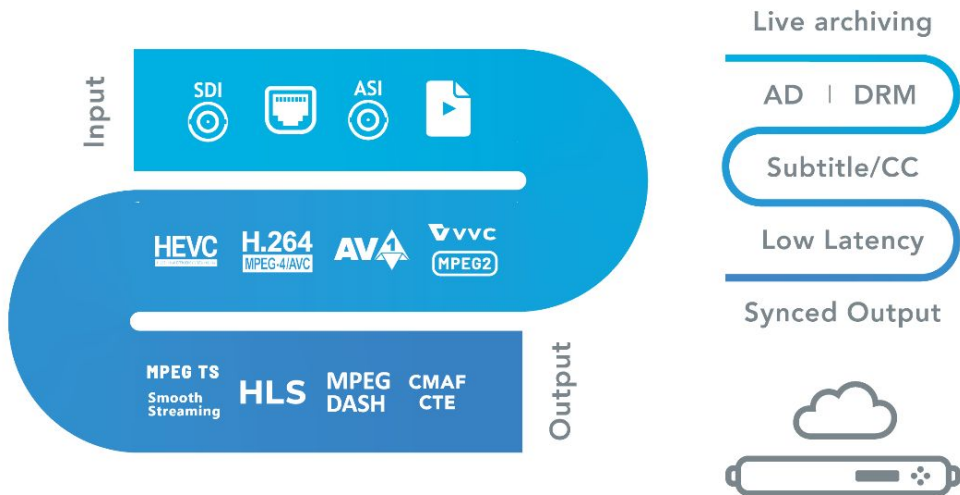 Input
SDI
ASI
HEVC
H.264
MPEG-4/AVC
AV1
VVC
MPEG2
MPEG TS
Smooth
Streaming
HLS
MPEG
DASH
CMAF
CTE
Output
Live archiving
AD | DRM
Subtitle/CC
Low Latency
Synced Output